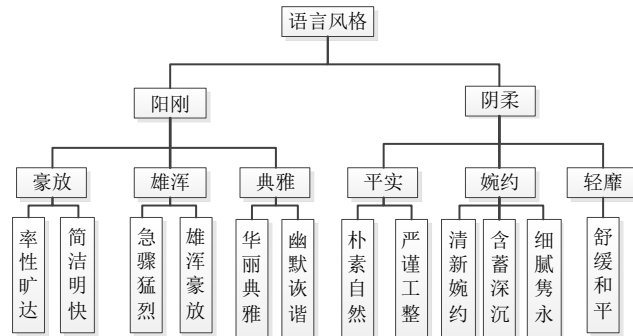 语言风格
阳刚
阴柔
豪放
雄浑
典雅
平实
婉约
轻靡
率性旷达
简洁明快
急骤猛烈
雄浑豪放
华丽典雅
幽默诙谐
朴素自然
严谨工整
清新婉约
含蓄深沉
细腻隽永
舒缓和平